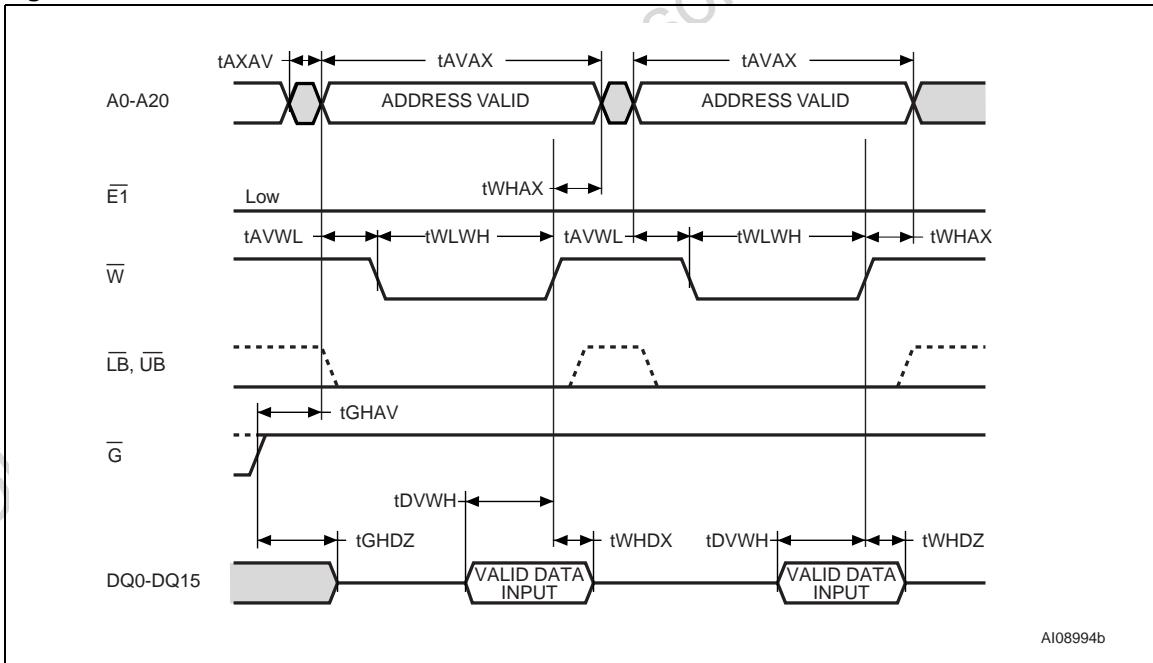 tAXAV tAVAX tAVAX
A0-A20 ADDRESS VALID ADDRESS VALID
E1 Low tWHAX
tAVWL tWLWH tAVWL tWLWH tWHAX
W
LB, UB
tGHAV
G
tDVWH
tGHDZ tWHDX tDVWH tWHDZ
DQ0-DQ15 VALID DATA INPUT VALID DATA INPUT
AI08994b